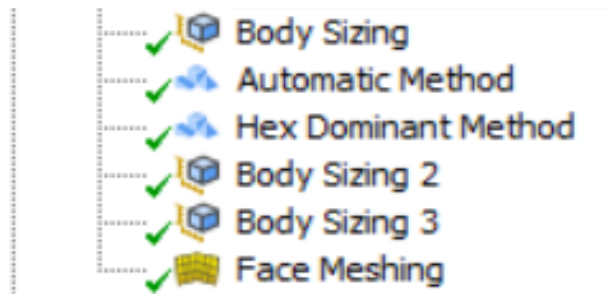 Body Sizing
Automatic Method
Hex Dominant Method
Body Sizing 2
Body Sizing 3
Face Meshing